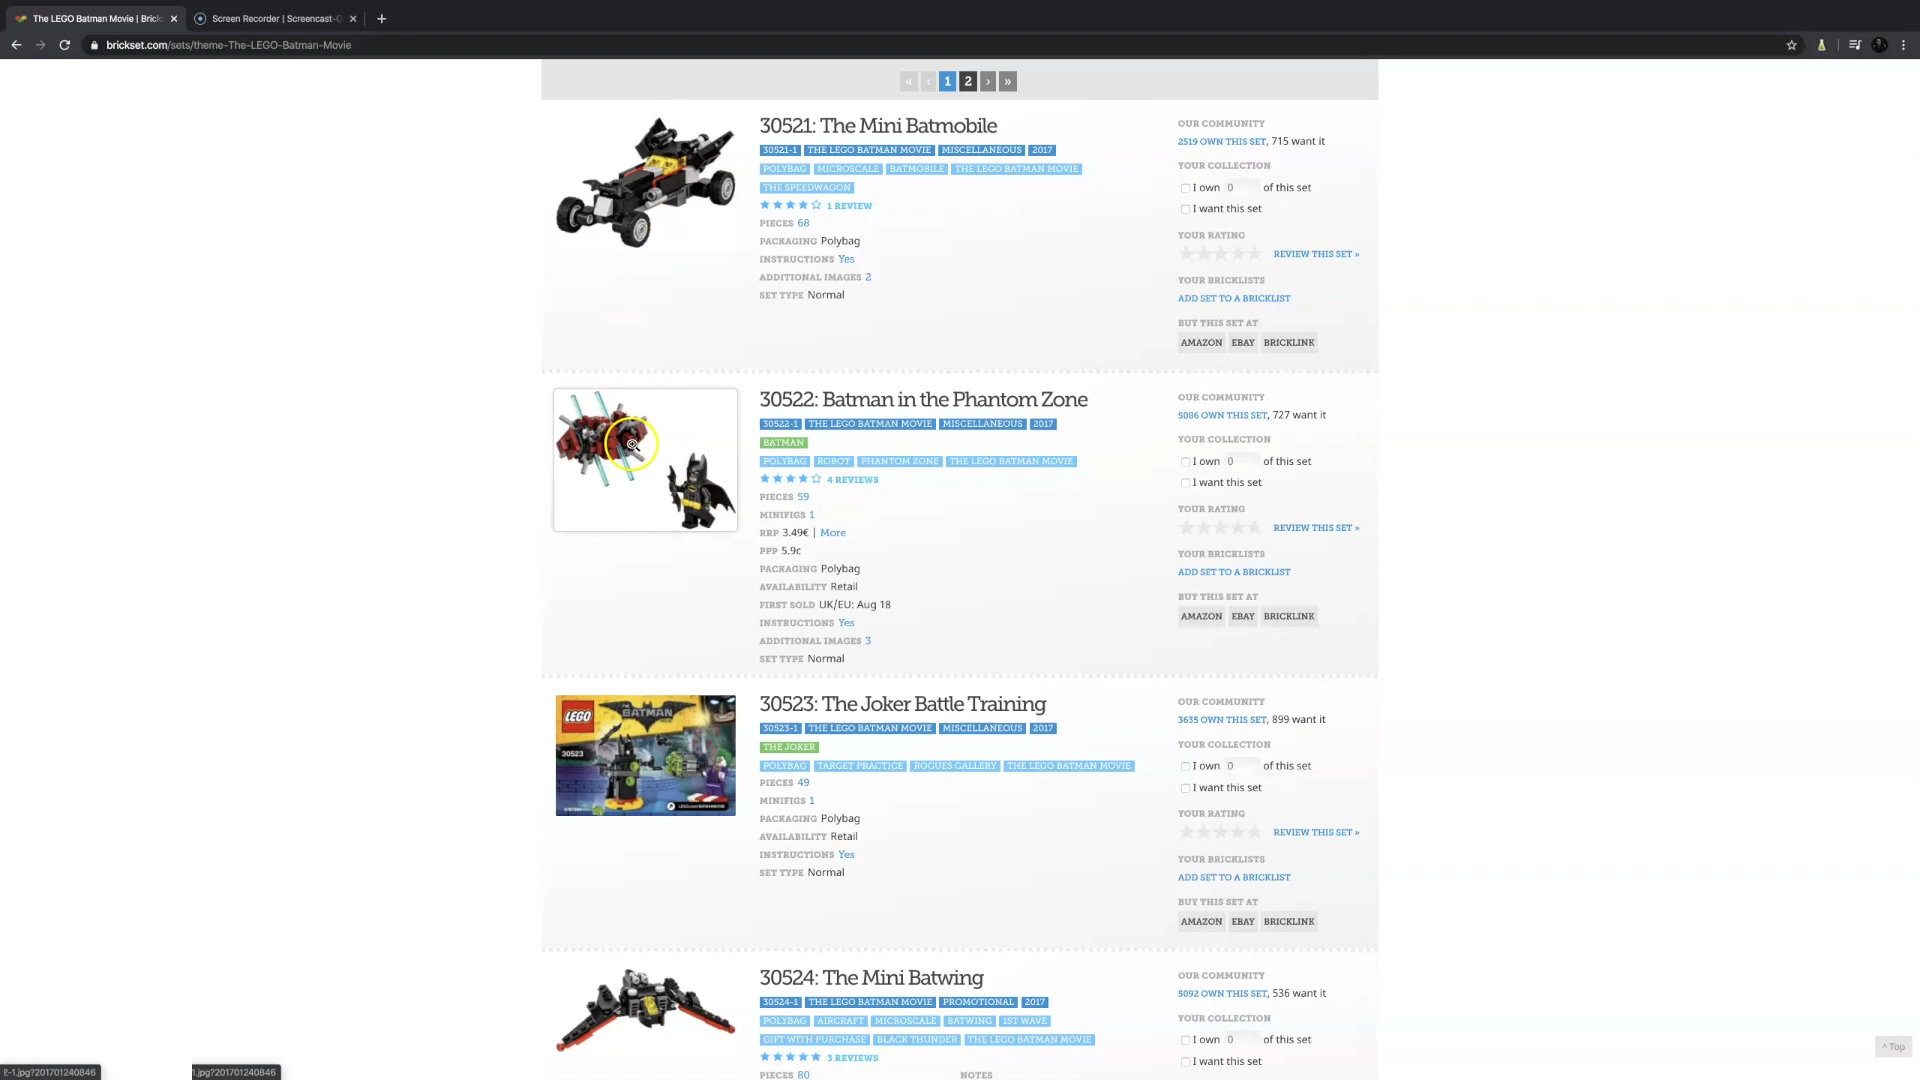 The LEGO Batman Movie | Brick
Screen Recorder | Screencast-O
brickset.com/sets/theme-The-LEGO-Batman-Movie
« ‹ 1 2 › »
30521: The Mini Batmobile
30521-1 THE LEGO BATMAN MOVIE MISCELLANEOUS 2017
POLYBAG MICROSCALE BATMOBILE THE LEGO BATMAN MOVIE
THE SPEEDWAGON
1 REVIEW
PIECES 68
PACKAGING Polybag
INSTRUCTIONS Yes
ADDITIONAL IMAGES 2
SET TYPE Normal
OUR COMMUNITY
2519 OWN THIS SET, 715 want it
YOUR COLLECTION
I own 0 of this set
I want this set
YOUR RATING
REVIEW THIS SET »
YOUR BRICKLISTS
ADD SET TO A BRICKLIST
BUY THIS SET AT
AMAZON EBAY BRICKLINK
30522: Batman in the Phantom Zone
30522-1 THE LEGO BATMAN MOVIE MISCELLANEOUS 2017
BATMAN
POLYBAG ROBOT PHANTOM ZONE THE LEGO BATMAN MOVIE
4 REVIEWS
PIECES 59
MINIFIGS 1
RRP 3.49€ | More
PPP 5.9c
PACKAGING Polybag
AVAILABILITY Retail
FIRST SOLD UK/EU: Aug 18
INSTRUCTIONS Yes
ADDITIONAL IMAGES 3
SET TYPE Normal
OUR COMMUNITY
5086 OWN THIS SET, 727 want it
YOUR COLLECTION
I own 0 of this set
I want this set
YOUR RATING
REVIEW THIS SET »
YOUR BRICKLISTS
ADD SET TO A BRICKLIST
BUY THIS SET AT
AMAZON EBAY BRICKLINK
LEGO
THE BATMAN MOVIE
30523
30523: The Joker Battle Training
30523-1 THE LEGO BATMAN MOVIE MISCELLANEOUS 2017
THE JOKER
POLYBAG TARGET PRACTICE ROGUES GALLERY THE LEGO BATMAN MOVIE
PIECES 49
MINIFIGS 1
PACKAGING Polybag
AVAILABILITY Retail
INSTRUCTIONS Yes
SET TYPE Normal
OUR COMMUNITY
3635 OWN THIS SET, 899 want it
YOUR COLLECTION
I own 0 of this set
I want this set
YOUR RATING
REVIEW THIS SET »
YOUR BRICKLISTS
ADD SET TO A BRICKLIST
BUY THIS SET AT
AMAZON EBAY BRICKLINK
30524: The Mini Batwing
30524-1 THE LEGO BATMAN MOVIE PROMOTIONAL 2017
POLYBAG AIRCRAFT MICROSCALE BATWING 1ST WAVE
GIFT WITH PURCHASE BLACK THUNDER THE LEGO BATMAN MOVIE
3 REVIEWS
PIECES 80
NOTES
OUR COMMUNITY
5092 OWN THIS SET, 536 want it
YOUR COLLECTION
I own 0 of this set
I want this set
^ Top
2-1.jpg?201701240846
1.jpg?201701240846